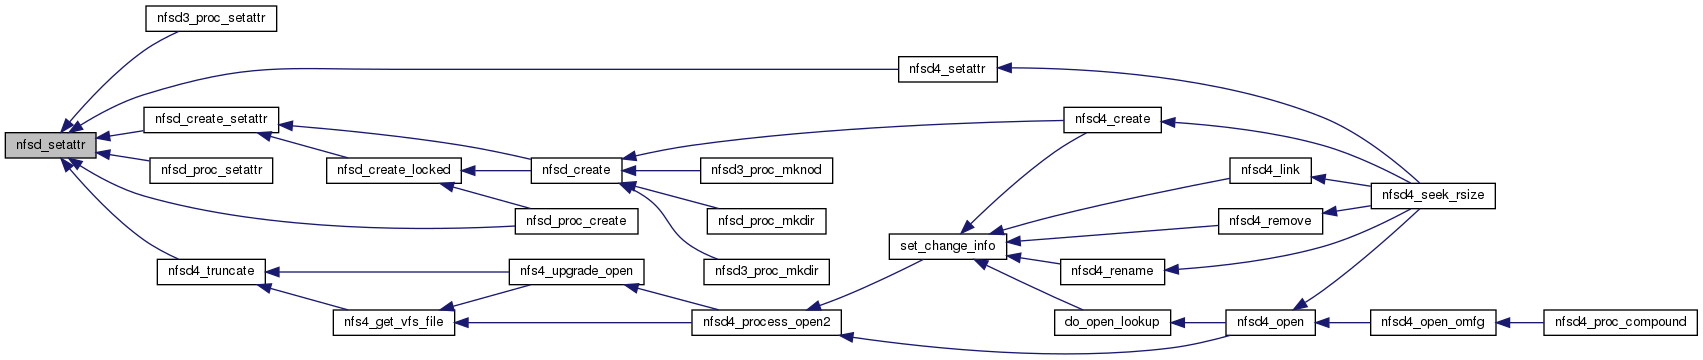 nfsd3_proc_setattr
nfsd4_setattr
nfsd_create_setattr
nfsd4_create
nfsd_setattr
nfsd_proc_setattr
nfsd_create_locked
nfsd_create
nfsd3_proc_mknod
nfsd4_link
nfsd4_seek_rsize
nfsd_proc_create
nfsd_proc_mkdir
nfsd4_remove
set_change_info
nfsd4_truncate
nfs4_upgrade_open
nfsd3_proc_mkdir
nfsd4_rename
nfs4_get_vfs_file
nfsd4_process_open2
do_open_lookup
nfsd4_open
nfsd4_open_omfg
nfsd4_proc_compound